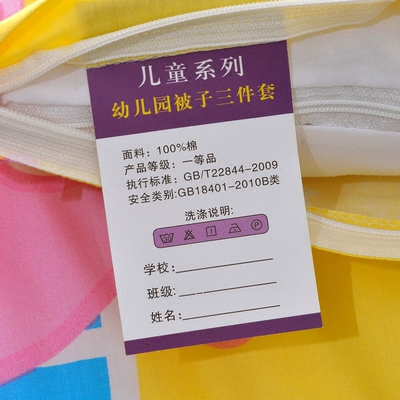 儿童系列
幼儿园被子三件套
面料：100%棉
产品等级：一等品
执行标准：GB/T22844-2009
安全类别:GB18401-2010B类
洗涤说明:
学校:
班级:
姓名: